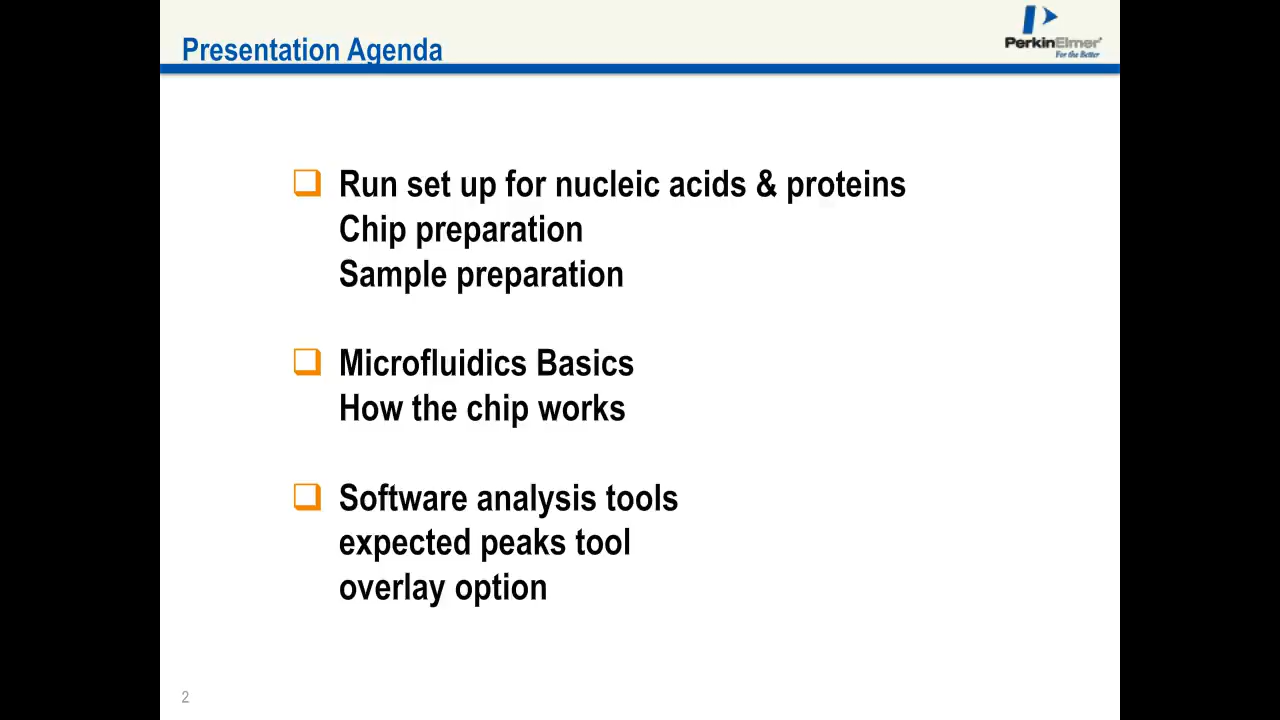 Presentation Agenda
PerkinElmer
For the Better
Run set up for nucleic acids & proteins
Chip preparation
Sample preparation
Microfluidics Basics
How the chip works
Software analysis tools
expected peaks tool
overlay option
2